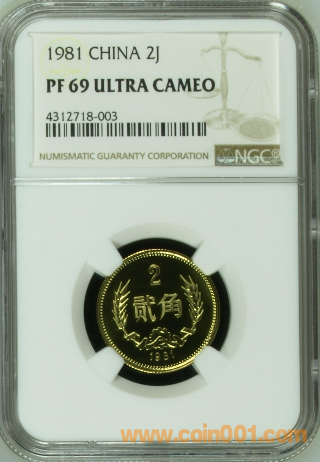 1981 CHINA 2J
PF 69 ULTRA CAMEO
4312718-003
NUMISMATIC GUARANTY CORPORATION
NGC
2
贰角
1981
www.coin001.com